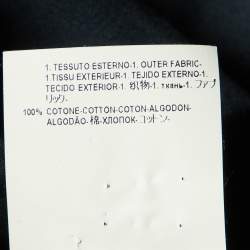 1. TESSUTO ESTERNO-1. OUTER FABRIC-
1.TISSU EXTERIEUR-1. TEJIDO EXTERNO-1.
TECIDO EXTERIOR-1. 织物-1. ткань-1. ファブ
リック-
100% COTONE-COTTON-COTON-ALGODON-
ALGODÃO-棉-ХЛОПОК-コットン-